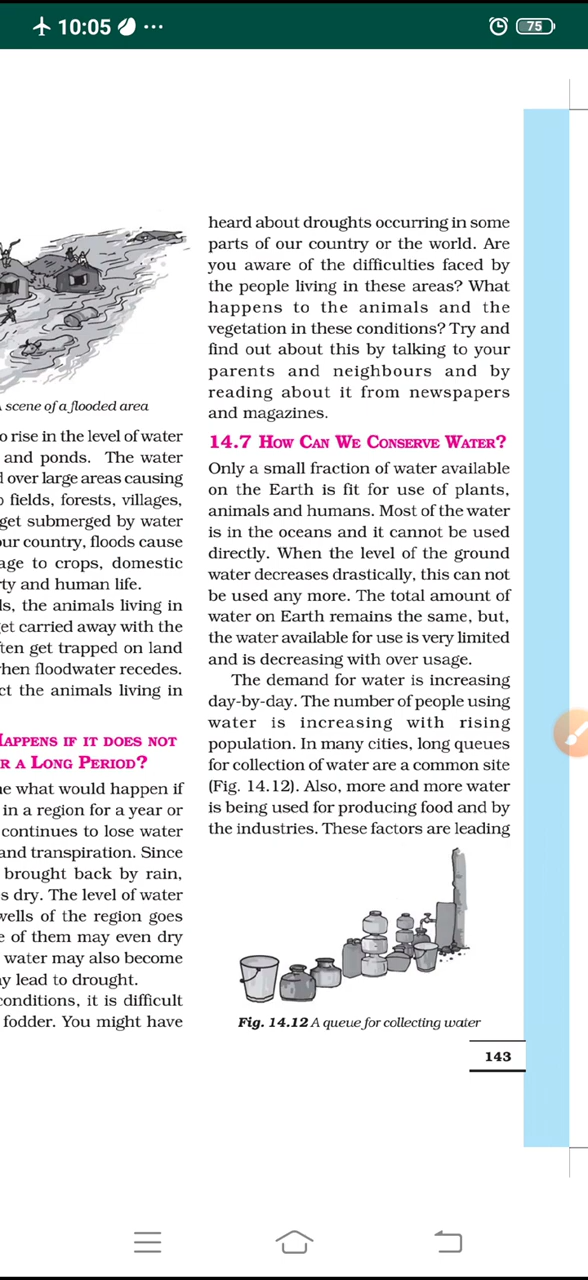 10:05
75
scene of a flooded area
rise in the level of water
and ponds. The water
over large areas causing
fields, forests, villages,
get submerged by water
our country, floods cause
to crops, domestic
and human life.
the animals living in
get carried away with the
get trapped on land
when floodwater recedes.
the animals living in
HAPPENS IF IT DOES NOT
A LONG PERIOD?
what would happen if
in a region for a year or
continues to lose water
and transpiration. Since
brought back by rain,
dry. The level of water
wells of the region goes
of them may even dry
water may also become
lead to drought.
conditions, it is difficult
fodder. You might have
heard about droughts occurring in some
parts of our country or the world. Are
you aware of the difficulties faced by
the people living in these areas? What
happens to the animals and the
vegetation in these conditions? Try and
find out about this by talking to your
parents and neighbours and by
reading about it from newspapers
and magazines.
14.7 HOW CAN WE CONSERVE WATER?
Only a small fraction of water available
on the Earth is fit for use of plants,
animals and humans. Most of the water
is in the oceans and it cannot be used
directly. When the level of the ground
water decreases drastically, this can not
be used any more. The total amount of
water on Earth remains the same, but,
the water available for use is very limited
and is decreasing with over usage.
The demand for water is increasing
day-by-day. The number of people using
water is increasing with rising
population. In many cities, long queues
for collection of water are a common site
(Fig. 14.12). Also, more and more water
is being used for producing food and by
the industries. These factors are leading
Fig. 14.12 A queue for collecting water
143